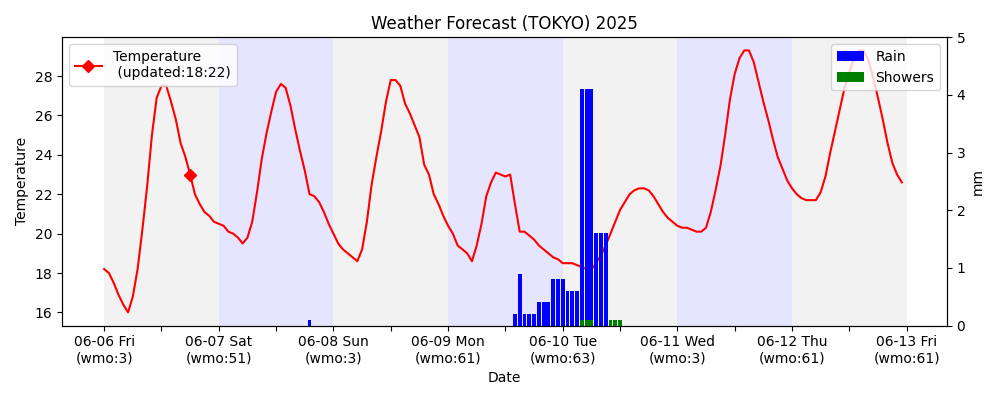 Weather Forecast (TOKYO) 2025
Temperature
(updated:18:22)
Rain
Showers
Temperature
28
26
24
22
20
18
16
5
4
3
2
1
0
mm
06-06 Fri
(wmo:3)
06-07 Sat
(wmo:51)
06-08 Sun
(wmo:3)
06-09 Mon
(wmo:61)
06-10 Tue
(wmo:63)
06-11 Wed
(wmo:3)
06-12 Thu
(wmo:61)
06-13 Fri
(wmo:61)
Date